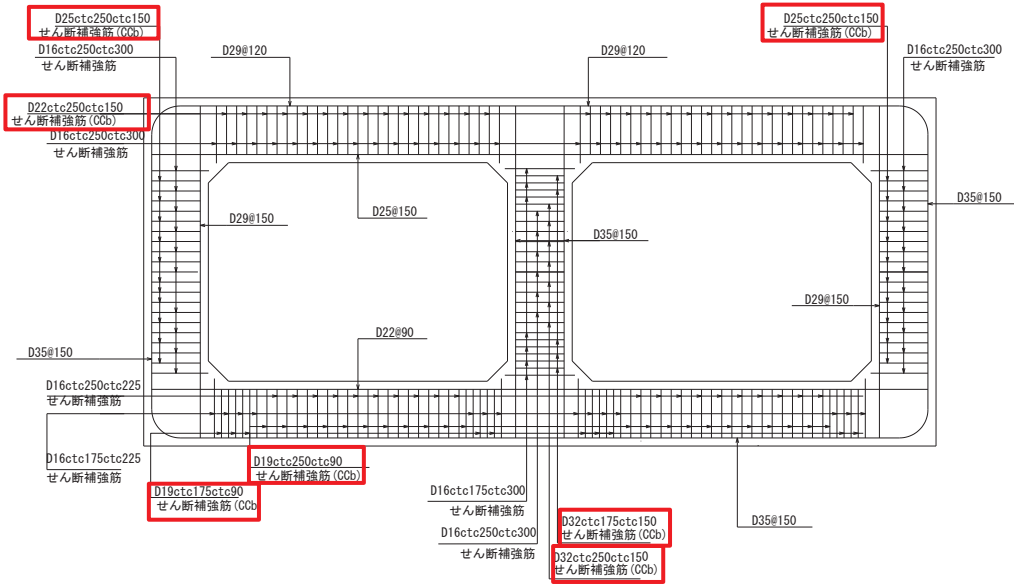 D25ctc250ctc150
せん断補強筋(CCb)
D16ctc250ctc300
せん断補強筋
D29@120
D29@120
D25ctc250ctc150
せん断補強筋(CCb)
D16ctc250ctc300
せん断補強筋
D22ctc250ctc150
せん断補強筋(CCb)
D16ctc250ctc300
せん断補強筋
D35@150
D29@150
D25@150
D35@150
D29@150
D22@90
D35@150
D16ctc250ctc225
せん断補強筋
D16ctc175ctc225
せん断補強筋
D19ctc250ctc90
せん断補強筋(CCb)
D19ctc175ctc90
せん断補強筋(CCb
D16ctc175ctc300
せん断補強筋
D16ctc250ctc300
せん断補強筋
D32ctc175ctc150
せん断補強筋(CCb)
D32ctc250ctc150
せん断補強筋(CCb)
D35@150